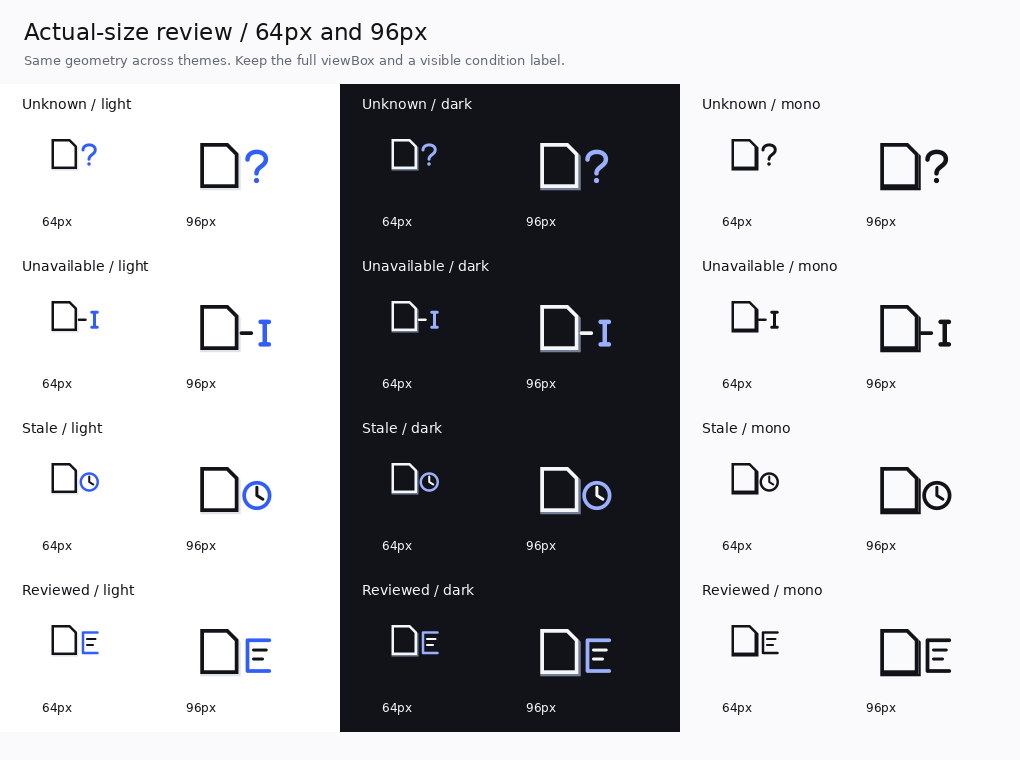 Actual-size review / 64px and 96px
Same geometry across themes. Keep the full viewBox and a visible condition label.
Unknown / light
Unknown / dark
Unknown / mono
?
?
?
?
?
?
64px
96px
64px
96px
64px
96px
Unavailable / light
Unavailable / dark
Unavailable / mono
64px
96px
64px
96px
64px
96px
Stale / light
Stale / dark
Stale / mono
64px
96px
64px
96px
64px
96px
Reviewed / light
Reviewed / dark
Reviewed / mono
64px
96px
64px
96px
64px
96px